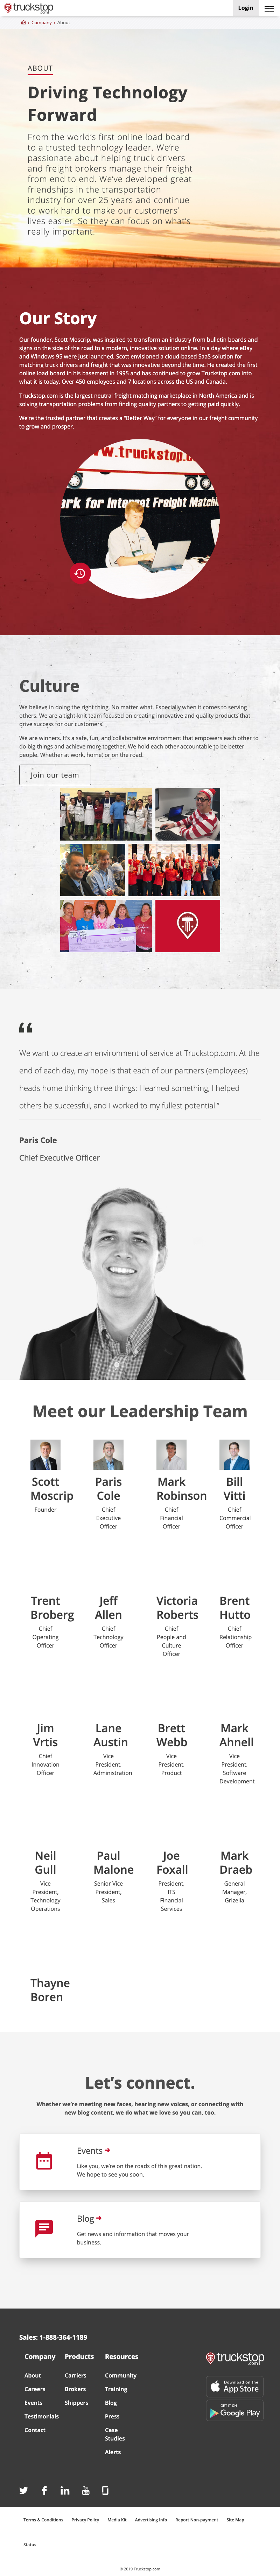 truckstop
.com
Login
Company › About
ABOUT
Driving Technology
Forward
From the world's first online load board
to a trusted technology leader. We're
passionate about helping truck drivers
and freight brokers manage their freight
from end to end. We've developed great
friendships in the transportation
industry for over 25 years and continue
to work hard to make our customers'
lives easier. So they can focus on what's
really important.
Our Story
Our founder, Scott Moscrip, was inspired to transform an industry from bulletin boards and
signs on the side of the road to a modern, innovative solution online. In a day where eBay
and Windows 95 were just launched, Scott envisioned a cloud-based SaaS solution for
matching truck drivers and freight that was innovative beyond the time. He created the first
online load board in his basement in 1995 and has continued to grow Truckstop.com into
what it is today. Over 450 employees and 7 locations across the US and Canada.
Truckstop.com is the largest neutral freight matching marketplace in North America and is
solving transportation problems from finding quality partners to getting paid quickly.
We're the trusted partner that creates a "Better Way" for everyone in our freight community
to grow and prosper.
www.truckstop.
ark for Internet Freight Match
Culture
We believe in doing the right thing. No matter what. Especially when it comes to serving
others. We are a tight-knit team focused on creating innovative and quality products that
drive success for our customers.
We are winners. It's a safe, fun, and collaborative environment that empowers each other to
do big things and achieve more together. We hold each other accountable to be better
people. Whether at work, home, or on the road.
Join our team
“
We want to create an environment of service at Truckstop.com. At the
end of each day, my hope is that each of our partners (employees)
heads home thinking three things: I learned something, I helped
others be successful, and I worked to my fullest potential.”
Paris Cole
Chief Executive Officer
Meet our Leadership Team
Scott
Moscrip
Founder
Paris
Cole
Chief
Executive
Officer
Mark
Robinson
Chief
Financial
Officer
Bill
Vitti
Chief
Commercial
Officer
Trent
Broberg
Chief
Operating
Officer
Jeff
Allen
Chief
Technology
Officer
Victoria
Roberts
Chief
People and
Culture
Officer
Brent
Hutto
Chief
Relationship
Officer
Jim
Vrtis
Chief
Innovation
Officer
Lane
Austin
Vice
President,
Administration
Brett
Webb
Vice
President,
Product
Mark
Ahnell
Vice
President,
Software
Development
Neil
Gull
Vice
President,
Technology
Operations
Paul
Malone
Senior Vice
President,
Sales
Joe
Foxall
President,
ITS
Financial
Services
Mark
Draeb
General
Manager,
Grizella
Thayne
Boren
Let's connect.
Whether we're meeting new faces, hearing new voices, or connecting with
new blog content, we do what we love so you can, too.
Events
Like you, we're on the roads of this great nation.
We hope to see you soon.
Blog
Get news and information that moves your
business.
Sales: 1-888-364-1189
Company
About
Careers
Events
Testimonials
Contact
Products
Carriers
Brokers
Shippers
Resources
Community
Training
Blog
Press
Case
Studies
Alerts
truckstop
.com
Download on the
App Store
GET IT ON
Google Play
Terms & Conditions Privacy Policy Media Kit Advertising Info Report Non-payment Site Map
Status
© 2019 Truckstop.com